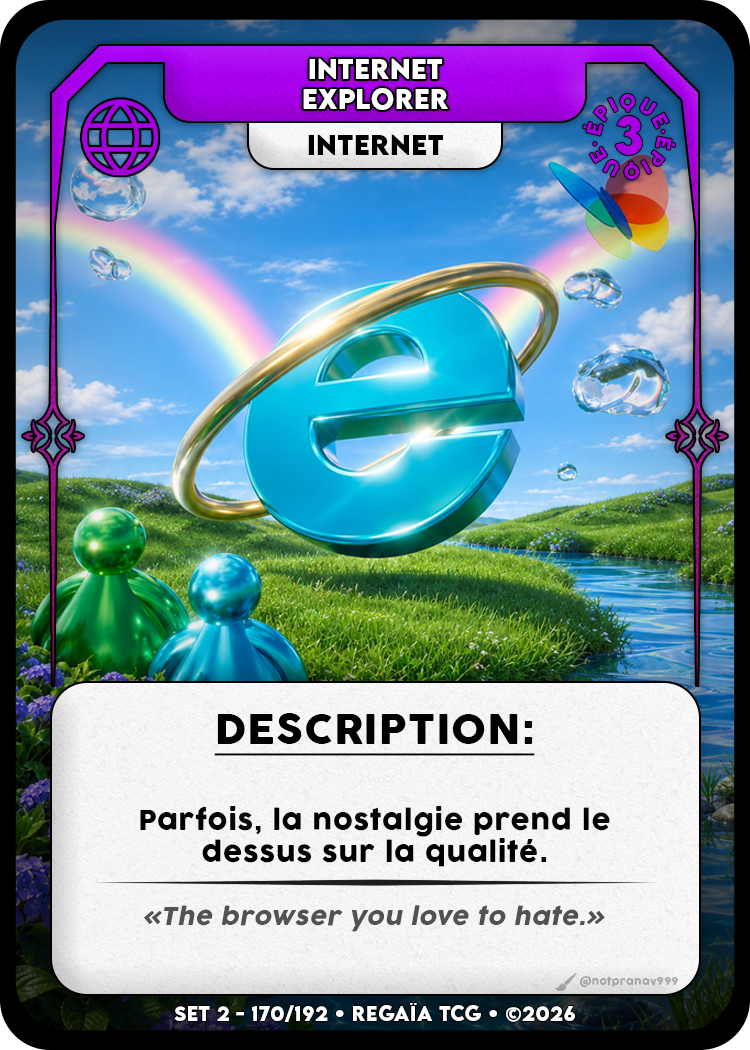 INTERNET
EXPLORER
INTERNET
ÉPIQUE • ÉPIQUE •
3
e
DESCRIPTION:
Parfois, la nostalgie prend le
dessus sur la qualité.
«The browser you love to hate.»
@notpranav999
SET 2 - 170/192 • REGAÏA TCG • ©2026